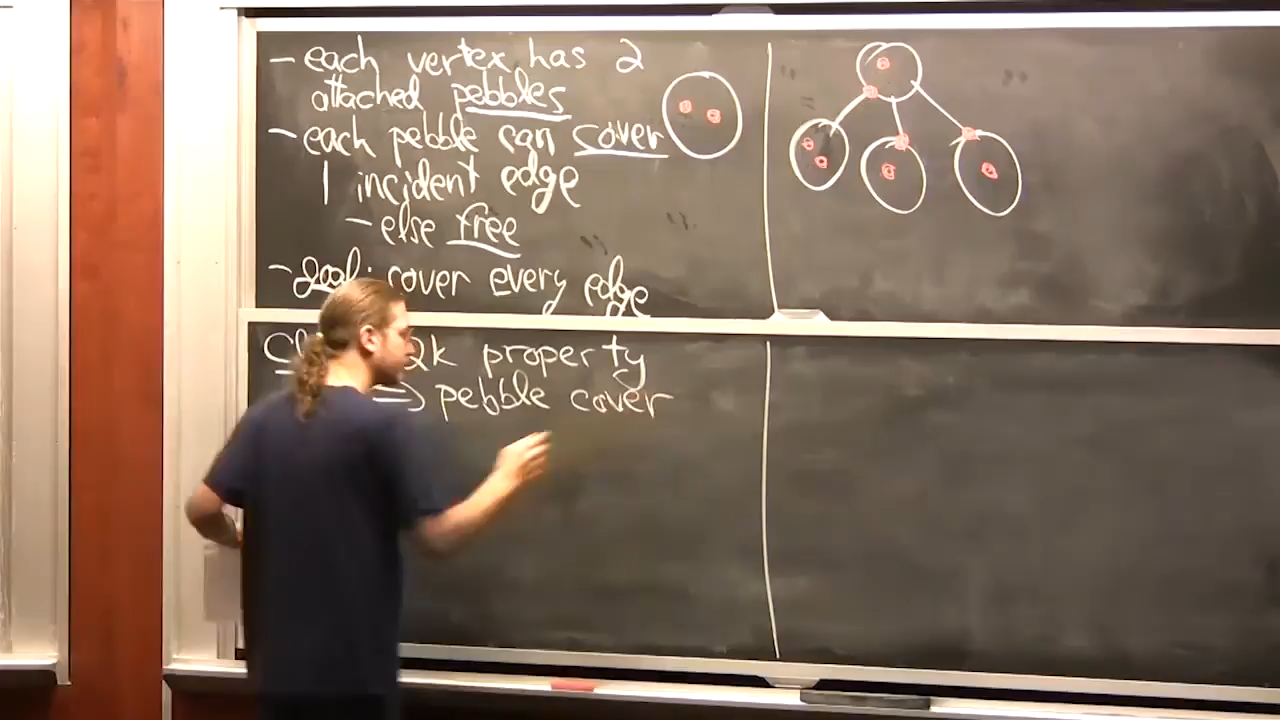 - each vertex has 2
attached pebbles
- each pebble can cover
1 incident edge
- else free
- goal: cover every edge
2k property
⇒ pebble cover